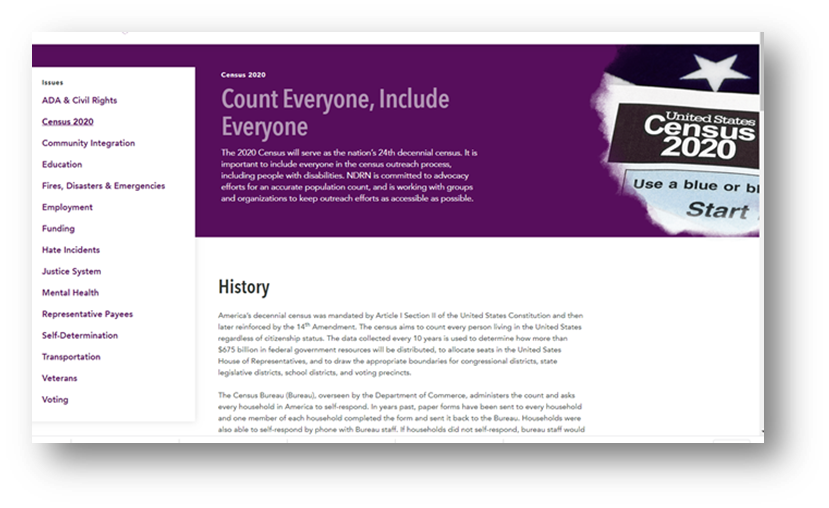 Issues
ADA & Civil Rights
Census 2020
Community Integration
Education
Fires, Disasters & Emergencies
Employment
Funding
Hate Incidents
Justice System
Mental Health
Representative Payees
Self-Determination
Transportation
Veterans
Voting
Census 2020
Count Everyone, Include
Everyone
The 2020 Census will serve as the nation's 24th decennial census. It is
important to include everyone in the census outreach process,
including people with disabilities. NDRN is committed to advocacy
efforts for an accurate population count, and is working with groups
and organizations to keep outreach efforts as accessible as possible.
United States
Census
2020
Use a blue or bl
Start
History
America's decennial census was mandated by Article I Section II of the United States Constitution and then
later reinforced by the 14th Amendment. The census aims to count every person living in the United States
regardless of citizenship status. The data collected every 10 years is used to determine how more than
$675 billion in federal government resources will be distributed, to allocate seats in the United Sates
House of Representatives, and to draw the appropriate boundaries for congressional districts, state
legislative districts, school districts, and voting precincts.
The Census Bureau (Bureau), overseen by the Department of Commerce, administers the count and asks
every household in America to self-respond. In years past, paper forms have been sent to every household
and one member of each household completed the form and sent it back to the Bureau. Households were
also able to self-respond by phone with Bureau staff. If households did not self-respond, bureau staff would